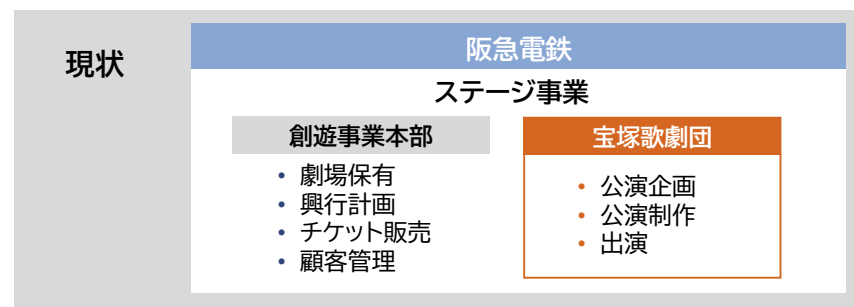 現状
阪急電鉄
ステージ事業
創遊事業本部
• 劇場保有
• 興行計画
• チケット販売
• 顧客管理
宝塚歌劇団
• 公演企画
• 公演制作
• 出演